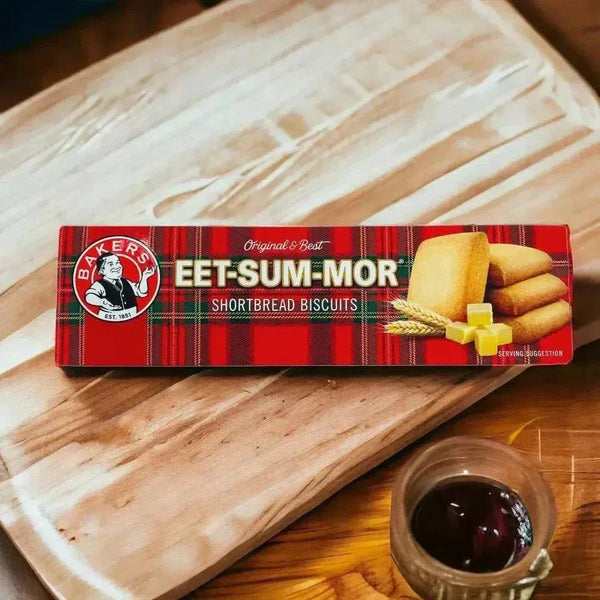 BAKERS
EST. 1851
Original & Best
EET-SUM-MOR®
SHORTBREAD BISCUITS
SERVING SUGGESTION